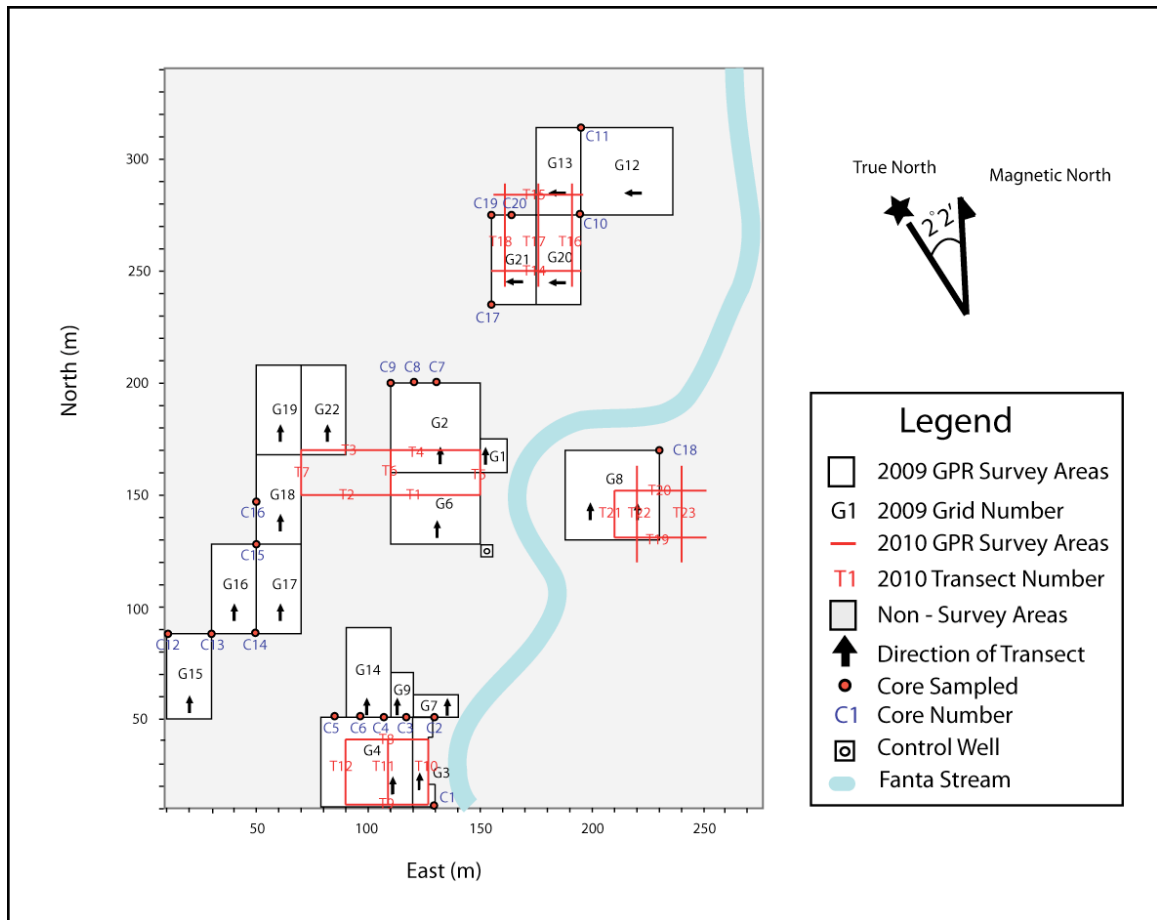 C11
300
G13
G12
True North
Magnetic North
T15
C19
C20
C10
2°2'
T18
T17
T16
250
G21
G20
T14
C17
North (m)
200
C9
C8
C7
G19
G22
G2
T3
T4
G1
C18
T7
T6
T5
G8
150
T2
T1
T20
C16
G18
G6
T21
T22
T23
T19
C15
G16
G17
100
C12
C13
C14
G15
G14
G9
G7
50
C5
C6
C4
C3
C2
T8
G4
T12
T11
T10
G3
T9
C1
50
100
150
200
250
East (m)
Legend
2009 GPR Survey Areas
G1 2009 Grid Number
2010 GPR Survey Areas
T1 2010 Transect Number
Non - Survey Areas
Direction of Transect
Core Sampled
C1 Core Number
Control Well
Fanta Stream